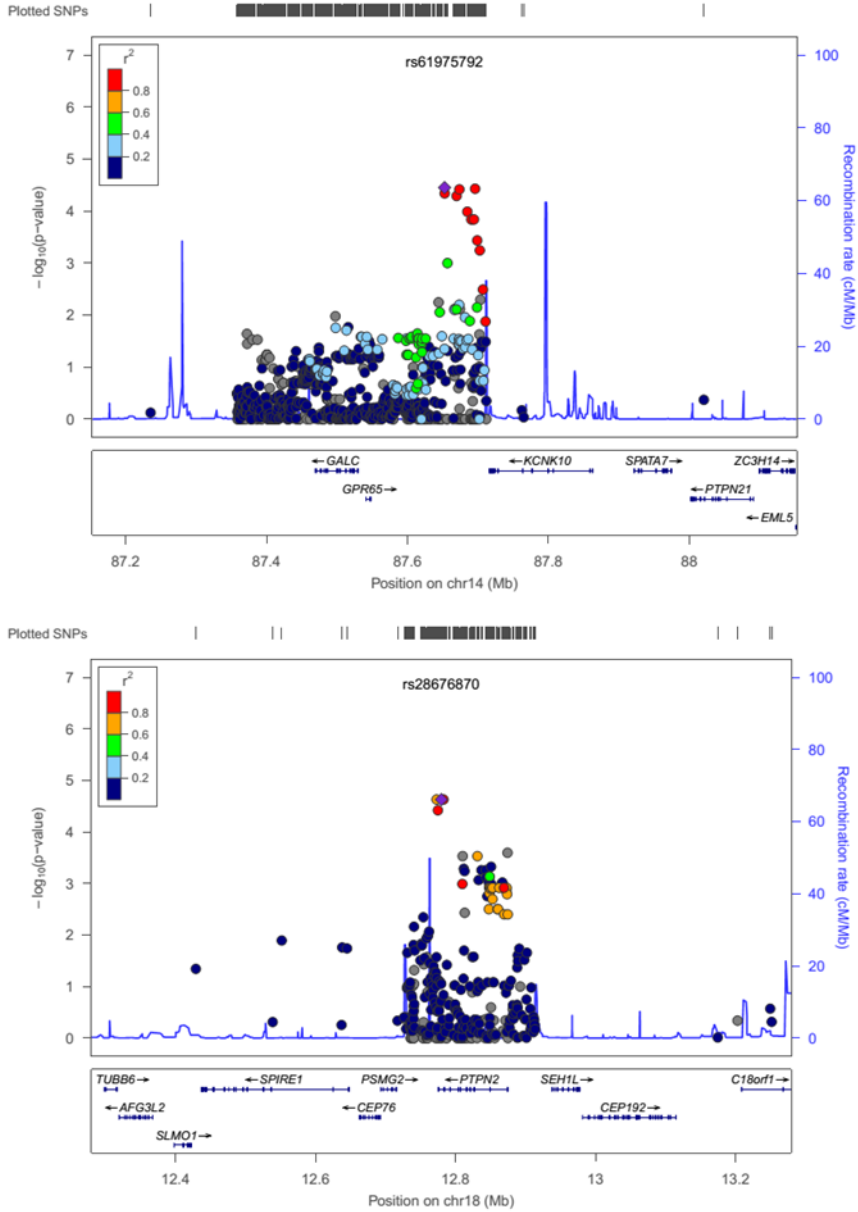 Plotted SNPs
rs61975792
r²
0.8
0.6
0.4
0.2
7
6
5
4
3
2
1
0
− log₁₀(p−value)
100
80
60
40
20
0
Recombination rate (cM/Mb)
←GALC
←KCNK10
SPATA7→
ZC3H14→
GPR65→
←PTPN21
←EML5
87.2
87.4
87.6
87.8
88
Position on chr14 (Mb)
Plotted SNPs
rs28676870
r²
0.8
0.6
0.4
0.2
7
6
5
4
3
2
1
0
− log₁₀(p−value)
100
80
60
40
20
0
Recombination rate (cM/Mb)
TUBB6→
←SPIRE1
PSMG2→
←PTPN2
SEH1L→
C18orf1→
←AFG3L2
←CEP76
CEP192→
SLMO1→
12.4
12.6
12.8
13
13.2
Position on chr18 (Mb)